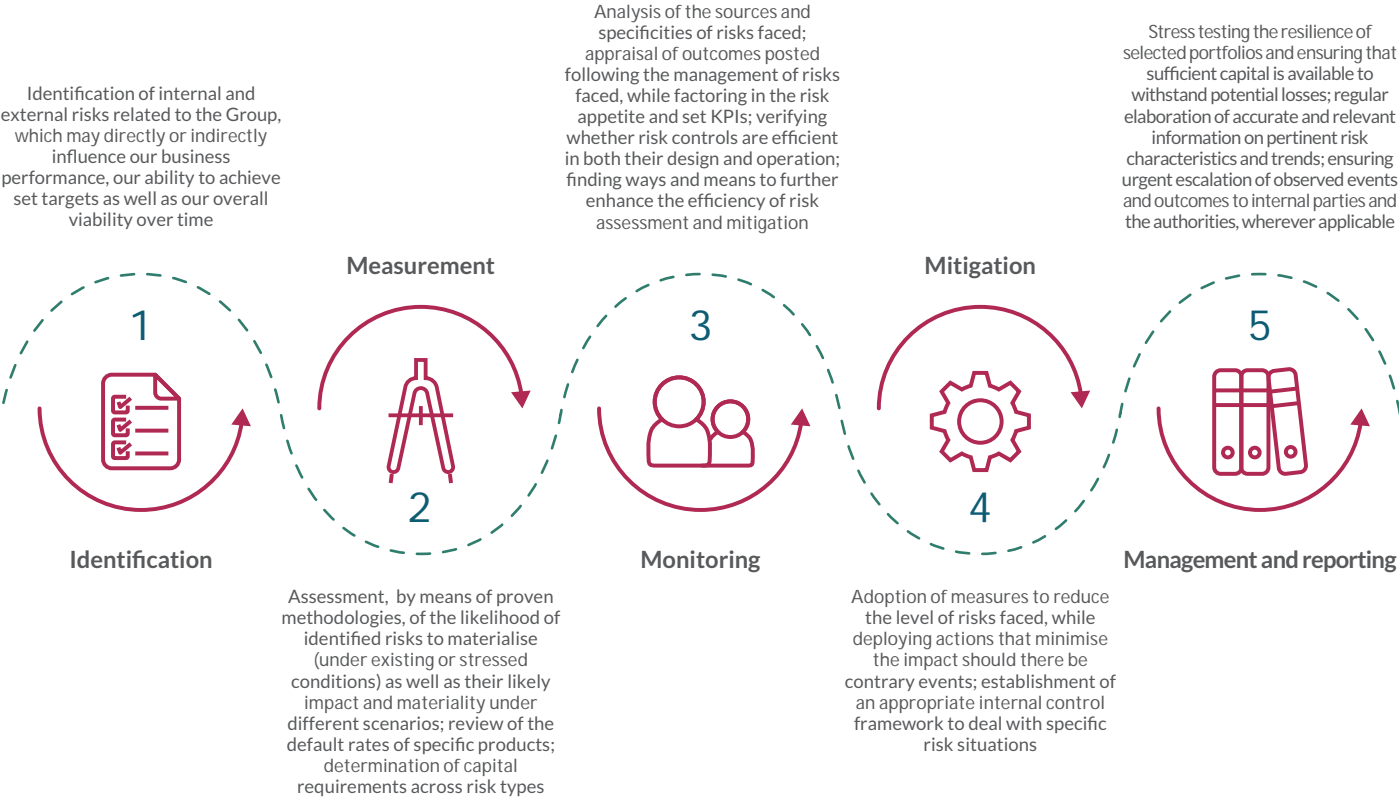 1
Identification of internal and
external risks related to the Group,
which may directly or indirectly
influence our business
performance, our ability to achieve
set targets as well as our overall
viability over time
Identification
Measurement
2
Assessment, by means of proven
methodologies, of the likelihood of
identified risks to materialise
(under existing or stressed
conditions) as well as their likely
impact and materiality under
different scenarios; review of the
default rates of specific products;
determination of capital
requirements across risk types
Analysis of the sources and
specificities of risks faced;
appraisal of outcomes posted
following the management of risks
faced, while factoring in the risk
appetite and set KPIs; verifying
whether risk controls are efficient
in both their design and operation;
finding ways and means to further
enhance the efficiency of risk
assessment and mitigation
3
Monitoring
Mitigation
4
Adoption of measures to reduce
the level of risks faced, while
deploying actions that minimise
the impact should there be
contrary events; establishment of
an appropriate internal control
framework to deal with specific
risk situations
Stress testing the resilience of
selected portfolios and ensuring that
sufficient capital is available to
withstand potential losses; regular
elaboration of accurate and relevant
information on pertinent risk
characteristics and trends; ensuring
urgent escalation of observed events
and outcomes to internal parties and
the authorities, wherever applicable
5
Management and reporting